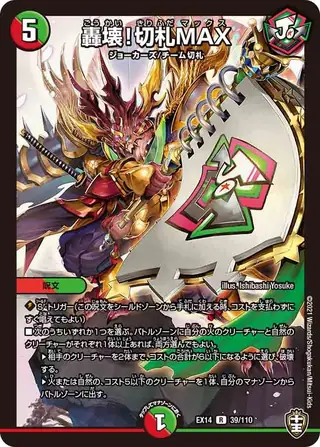 5
ごうかい きりふだマックス
轟壊!切札MAX
ジョーカーズ/チーム切札
illus. Ishibashi Yosuke
呪文
S・トリガー(この呪文をシールドゾーンから手札に加える時、コストを支払わずにすぐ唱えてもよい)
■次のうちいずれか1つを選ぶ。バトルゾーンに自分の火のクリーチャーと自然のクリーチャーがそれぞれ1体以上あれば、両方選んでもよい。
▶相手のクリーチャーを2体まで、コストの合計が6以下になるように選び、破壊する。
▶火または自然の、コスト5以下のクリーチャーを1体、自分のマナゾーンからバトルゾーンに出す。
1
EX14 R 39/110
©2021 Wizards/Shogakukan/Mitsui-Kids